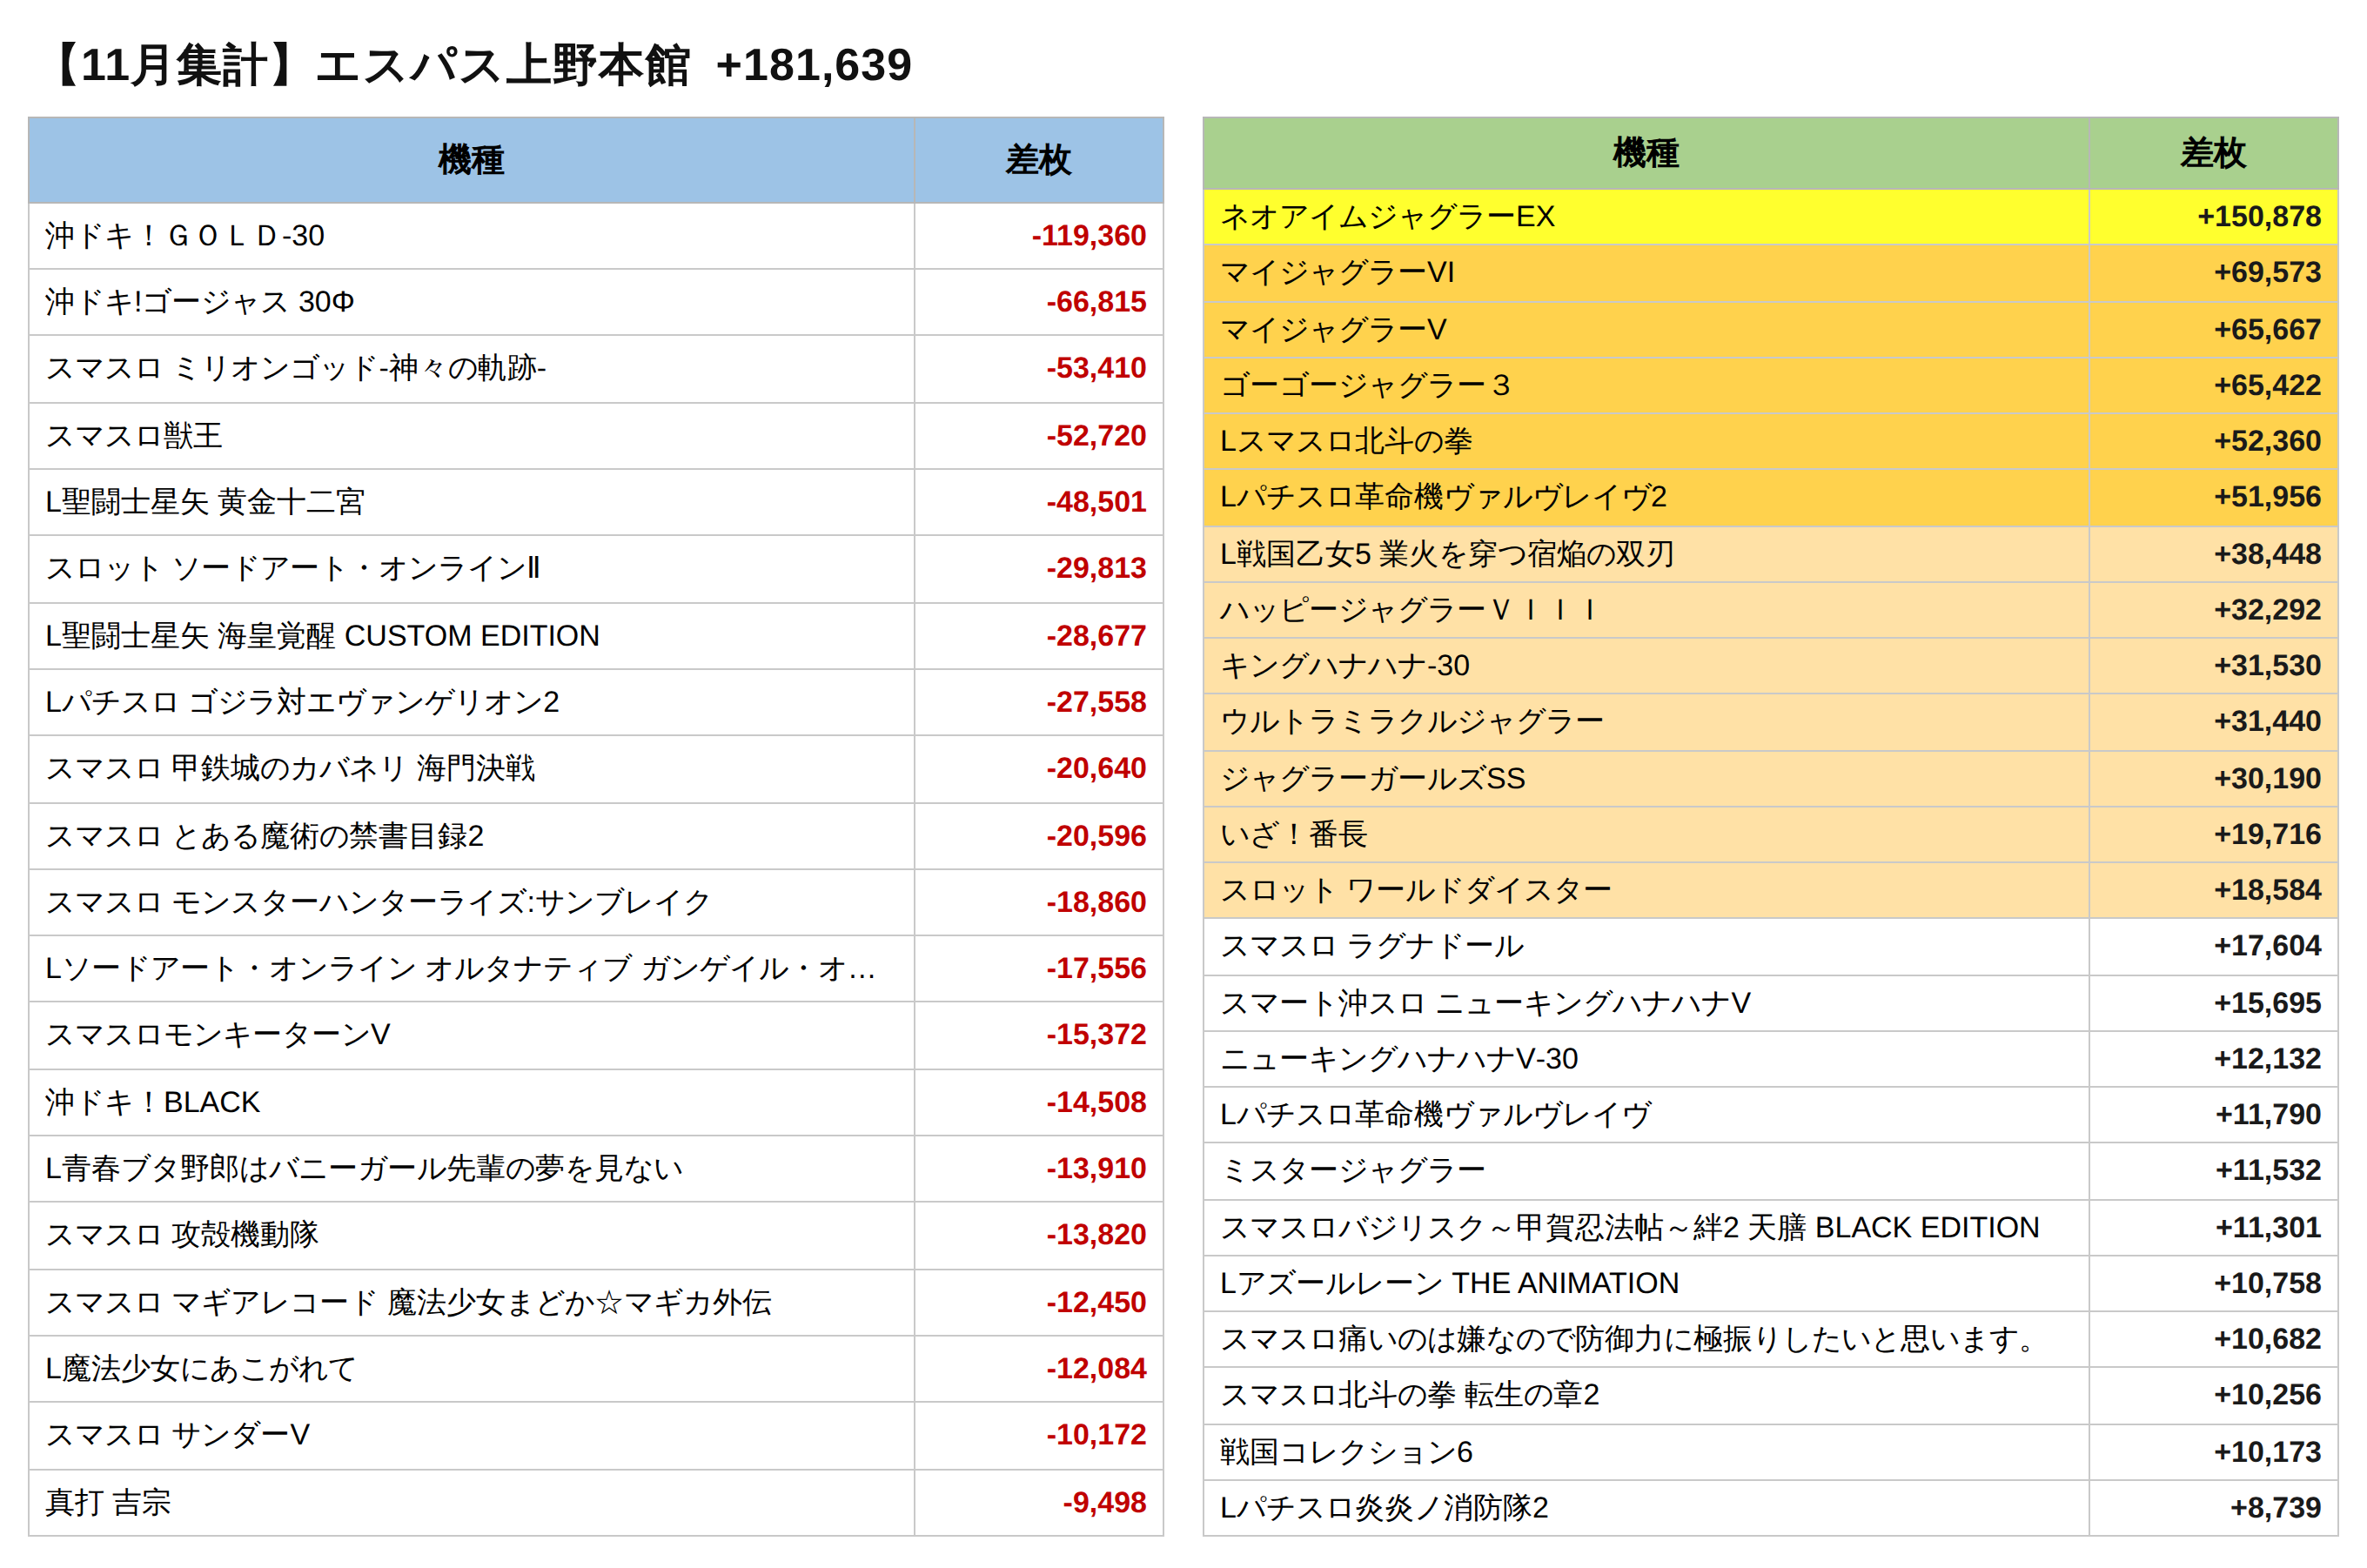 【11月集計】エスパス上野本館 +181,639
機種 差枚
沖ドキ！ＧＯＬＤ-30 -119,360
沖ドキ!ゴージャス 30Φ -66,815
スマスロ ミリオンゴッド-神々の軌跡- -53,410
スマスロ獣王 -52,720
L聖闘士星矢 黄金十二宮 -48,501
スロット ソードアート・オンラインⅡ -29,813
L聖闘士星矢 海皇覚醒 CUSTOM EDITION -28,677
Lパチスロ ゴジラ対エヴァンゲリオン2 -27,558
スマスロ 甲鉄城のカバネリ 海門決戦 -20,640
スマスロ とある魔術の禁書目録2 -20,596
スマスロ モンスターハンターライズ:サンブレイク -18,860
Lソードアート・オンライン オルタナティブ ガンゲイル・オ… -17,556
スマスロモンキーターンV -15,372
沖ドキ！BLACK -14,508
L青春ブタ野郎はバニーガール先輩の夢を見ない -13,910
スマスロ 攻殻機動隊 -13,820
スマスロ マギアレコード 魔法少女まどか☆マギカ外伝 -12,450
L魔法少女にあこがれて -12,084
スマスロ サンダーV -10,172
真打 吉宗 -9,498
機種 差枚
ネオアイムジャグラーEX +150,878
マイジャグラーVI +69,573
マイジャグラーV +65,667
ゴーゴージャグラー３ +65,422
Lスマスロ北斗の拳 +52,360
Lパチスロ革命機ヴァルヴレイヴ2 +51,956
L戦国乙女5 業火を穿つ宿焔の双刃 +38,448
ハッピージャグラーＶＩＩＩ +32,292
キングハナハナ-30 +31,530
ウルトラミラクルジャグラー +31,440
ジャグラーガールズSS +30,190
いざ！番長 +19,716
スロット ワールドダイスター +18,584
スマスロ ラグナドール +17,604
スマート沖スロ ニューキングハナハナV +15,695
ニューキングハナハナV-30 +12,132
Lパチスロ革命機ヴァルヴレイヴ +11,790
ミスタージャグラー +11,532
スマスロバジリスク～甲賀忍法帖～絆2 天膳 BLACK EDITION +11,301
Lアズールレーン THE ANIMATION +10,758
スマスロ痛いのは嫌なので防御力に極振りしたいと思います。 +10,682
スマスロ北斗の拳 転生の章2 +10,256
戦国コレクション6 +10,173
Lパチスロ炎炎ノ消防隊2 +8,739